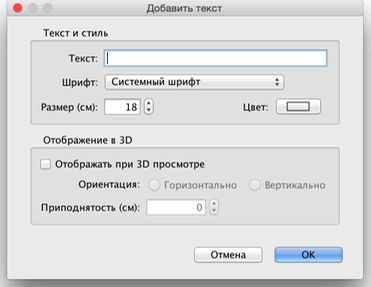 Добавить текст
Текст и стиль
Текст:
Шрифт: Системный шрифт
Размер (см): 18 Цвет:
Отображение в 3D
Отображать при 3D просмотре
Ориентация: Горизонтально Вертикально
Приподнятость (см): 0
Отмена OK